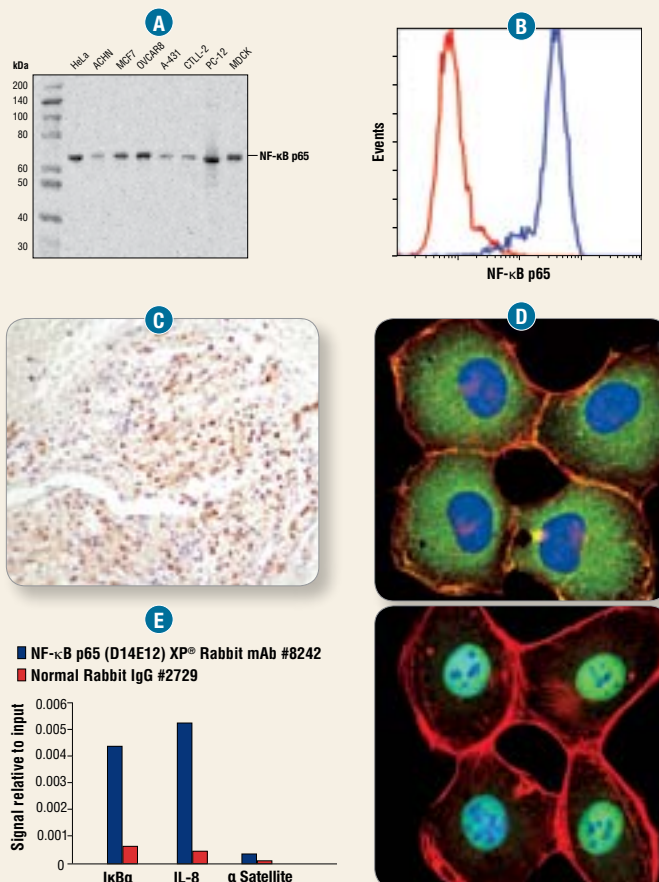 A
HeLa
ACHN
MCF7
OVCAR8
A-431
CTLL-2
PC-12
MDCK
kDa
200
140
100
80
60
50
40
30
NF-κB p65
B
Events
NF-κB p65
C
D
E
NF-κB p65 (D14E12) XP® Rabbit mAb #8242
Normal Rabbit IgG #2729
Signal relative to input
0.006
0.005
0.004
0.003
0.002
0.001
0
IκBα
IL-8
α Satellite